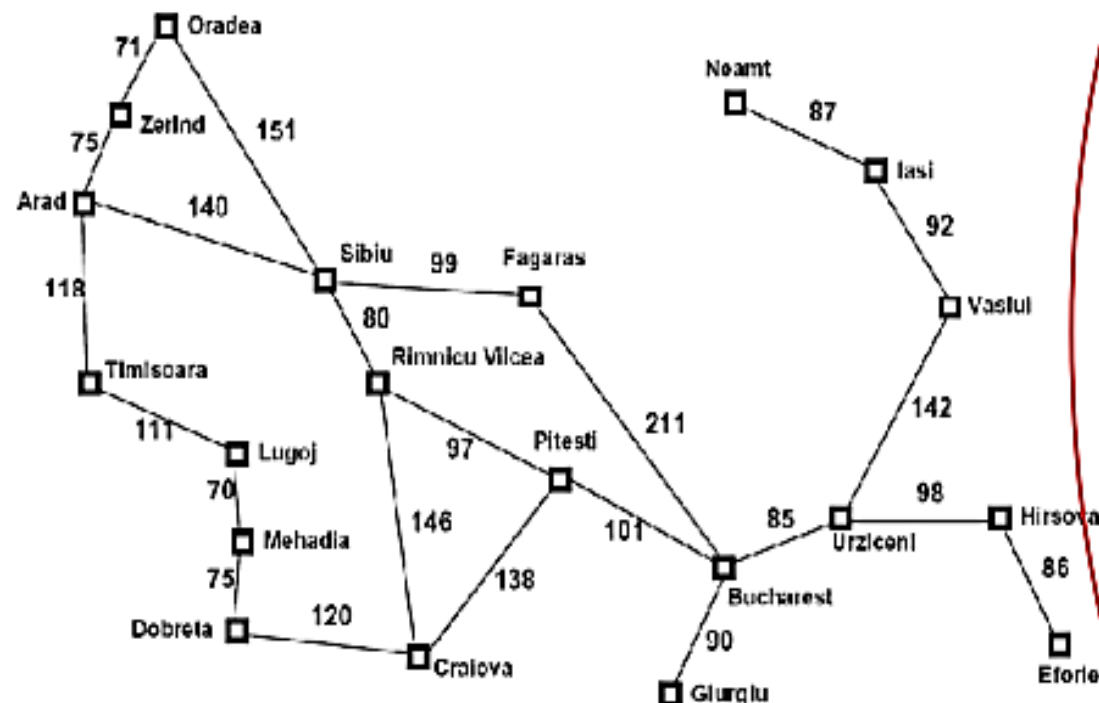 Oradea
71
Neamt
87
Zerind
75
151
Iasi
Arad
140
92
Sibiu
99
Fagaras
118
80
Vaslui
Rimnicu Vilcea
Timisoara
142
111
211
Lugoj
97
Pitesti
70
98
146
101
85
Hirsova
Mehadia
Urziceni
75
138
86
Bucharest
120
Dobreta
90
Craiova
Eforie
Giurgiu